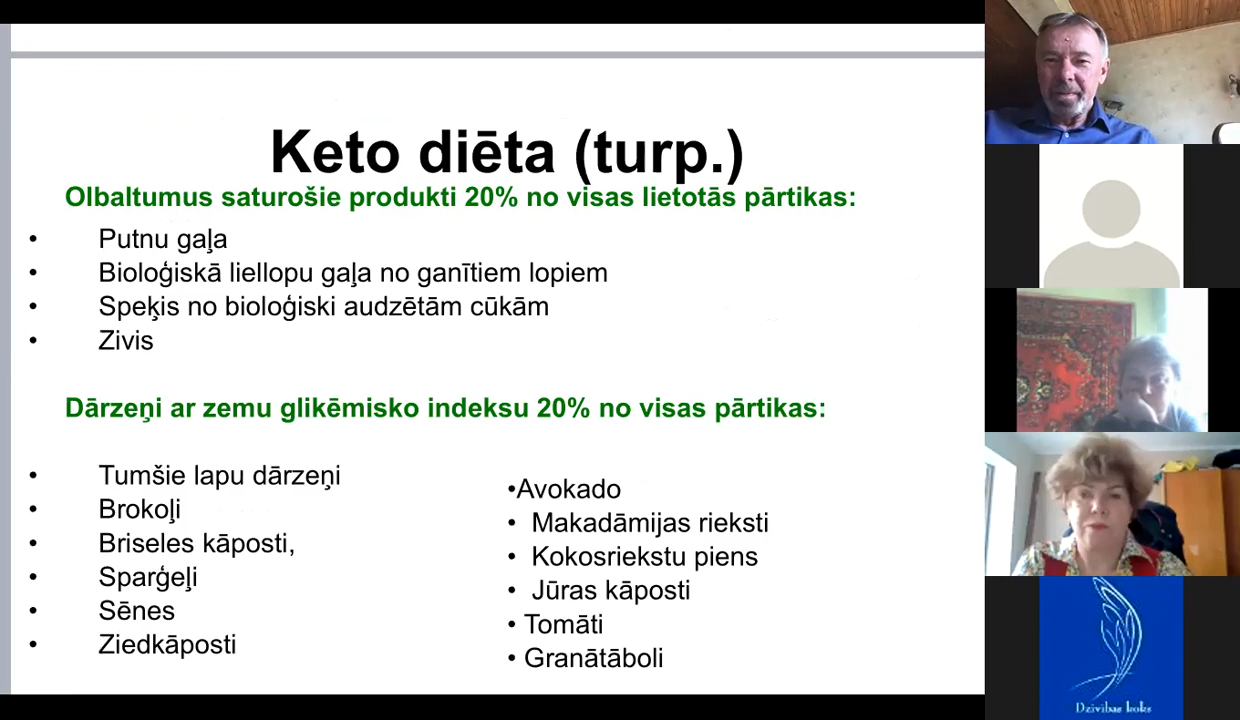 Keto diēta (turp.)
Olbaltumus saturošie produkti 20% no visas lietotās pārtikas:
• Putnu gaļa
• Bioloģiskā liellopu gaļa no ganītiem lopiem
• Speķis no bioloģiski audzētām cūkām
• Zivis
Dārzeņi ar zemu glikēmisko indeksu 20% no visas pārtikas:
• Tumšie lapu dārzeņi
• Brokoļi
• Briseles kāposti,
• Sparģeļi
• Sēnes
• Ziedkāposti
•Avokado
• Makadāmijas rieksti
• Kokosriekstu piens
• Jūras kāposti
• Tomāti
• Granātāboli
Dzīvības koks